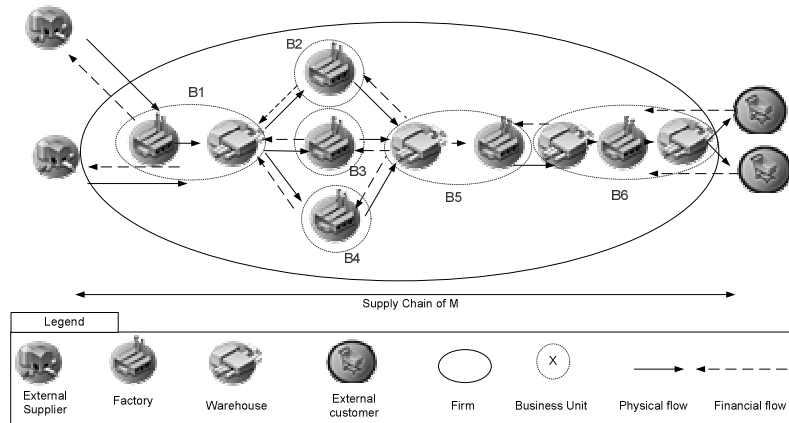 B1
B2
B3
B4
B5
B6
Supply Chain of M
Legend
X
External
Supplier
Factory
Warehouse
External
customer
Firm
Business Unit
Physical flow
Financial flow